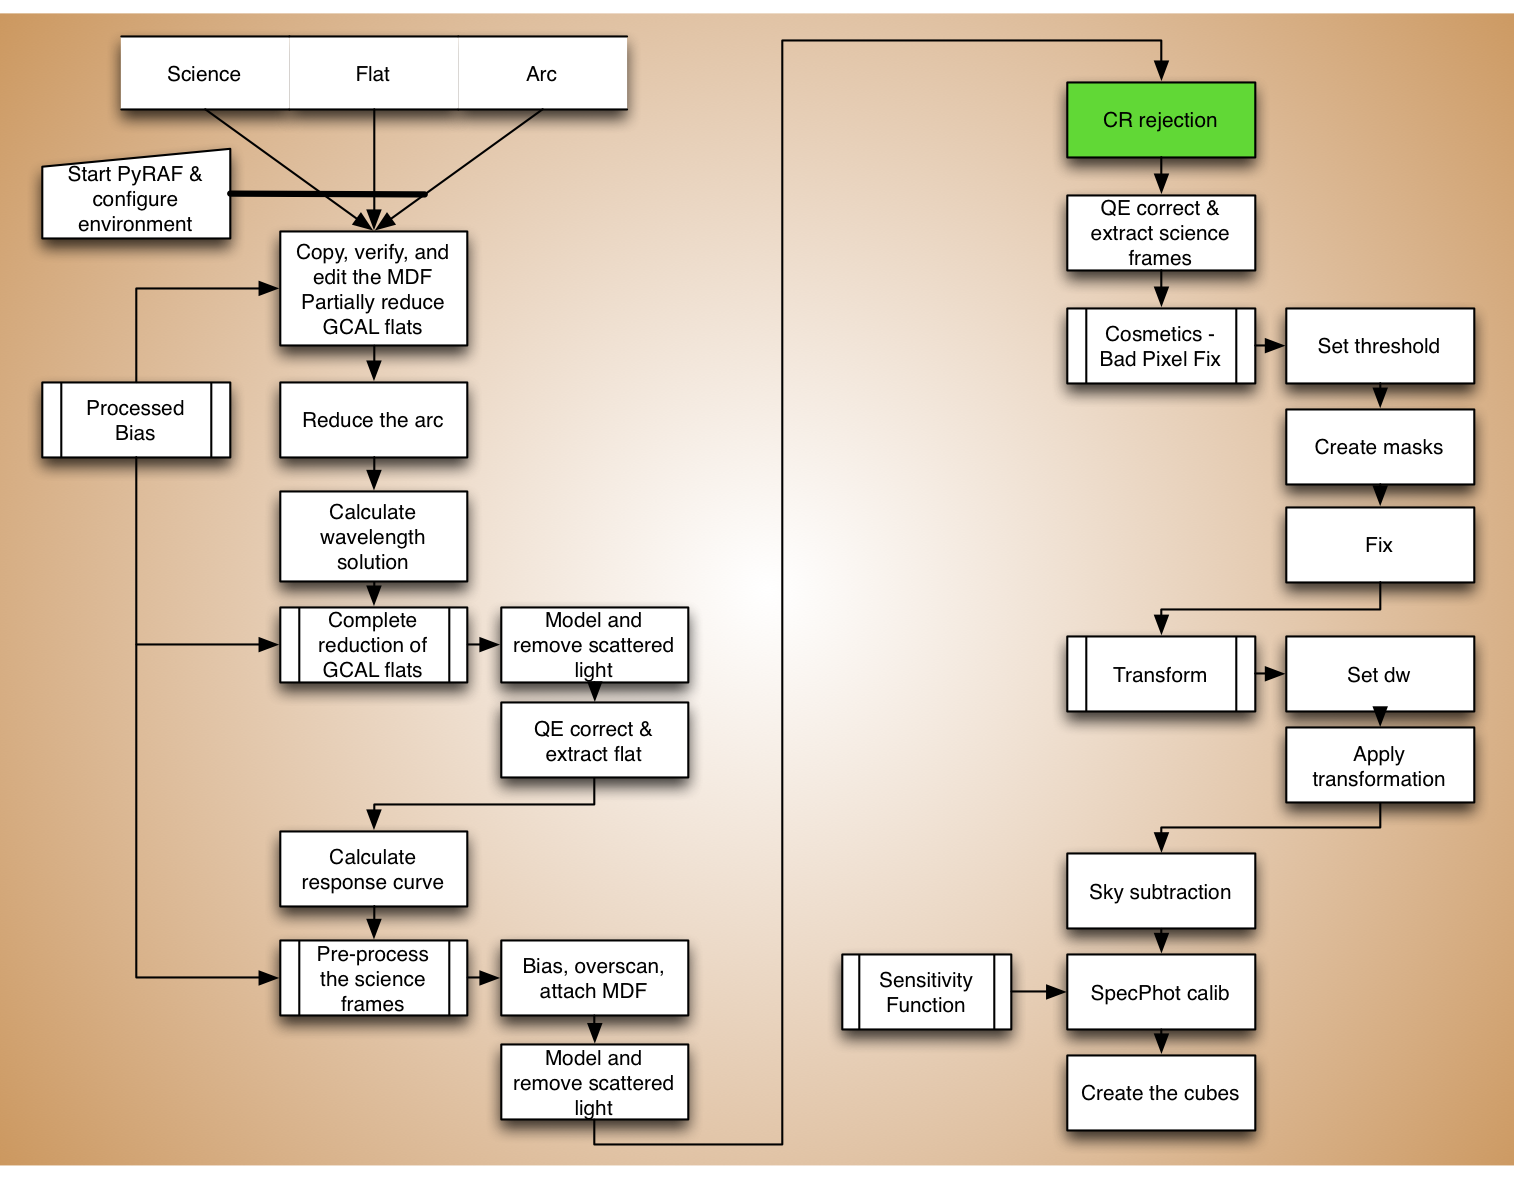 Science
Flat
Arc
Start PyRAF &
configure
environment
Copy, verify, and
edit the MDF
Partially reduce
GCAL flats
Processed
Bias
Reduce the arc
Calculate
wavelength
solution
Complete
reduction of
GCAL flats
Model and
remove scattered
light
QE correct &
extract flat
Calculate
response curve
Pre-process
the science
frames
Bias, overscan,
attach MDF
Model and
remove scattered
light
CR rejection
QE correct &
extract science
frames
Cosmetics -
Bad Pixel Fix
Set threshold
Create masks
Fix
Transform
Set dw
Apply
transformation
Sky subtraction
Sensitivity
Function
SpecPhot calib
Create the cubes